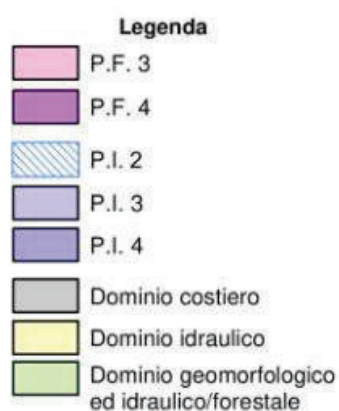 Legenda
P.F. 3
P.F. 4
P.I. 2
P.I. 3
P.I. 4
Dominio costiero
Dominio idraulico
Dominio geomorfologico
ed idraulico/forestale